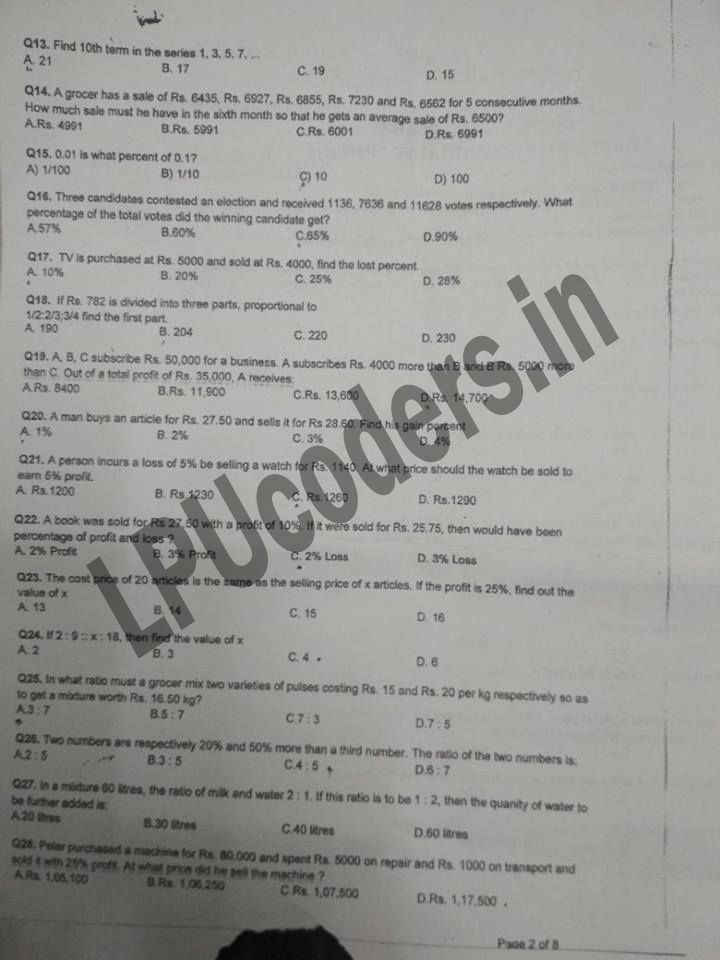 Q13. Find 10th term in the series 1, 3, 5, 7, ...
A. 21 B. 17 C. 19 D. 15
Q14. A grocer has a sale of Rs. 6435, Rs. 6927, Rs. 6855, Rs. 7230 and Rs. 6562 for 5 consecutive months.
How much sale must he have in the sixth month so that he gets an average sale of Rs. 6500?
A.Rs. 4991 B.Rs. 5991 C.Rs. 6001 D.Rs. 6991
Q15. 0.01 is what percent of 0.1?
A) 1/100 B) 1/10 C) 10 D) 100
Q16. Three candidates contested an election and received 1136, 7636 and 11628 votes respectively. What
percentage of the total votes did the winning candidate get?
A.57% B.60% C.65% D.90%
Q17. TV is purchased at Rs. 5000 and sold at Rs. 4000, find the lost percent.
A. 10% B. 20% C. 25% D. 28%
Q18. If Rs. 782 is divided into three parts, proportional to
1/2:2/3;3/4 find the first part.
A. 190 B. 204 C. 220 D. 230
Q19. A, B, C subscribe Rs. 50,000 for a business. A subscribes Rs. 4000 more than B and B Rs. 5000 more
than C. Out of a total profit of Rs. 35,000, A receives:
A.Rs. 8400 B.Rs. 11,900 C.Rs. 13,600 D.Rs. 14,700
Q20. A man buys an article for Rs. 27.50 and sells it for Rs 28.60. Find his gain percent
A. 1% B. 2% C. 3% D. 4%
Q21. A person incurs a loss of 5% be selling a watch for Rs. 1140. At what price should the watch be sold to
earn 5% profit.
A. Rs.1200 B. Rs.1230 C. Rs.1260 D. Rs.1290
Q22. A book was sold for Rs 27.50 with a profit of 10%. If it were sold for Rs. 25.75, then would have been
percentage of profit and loss ?
A. 2% Profit B. 3% Profit C. 2% Loss D. 3% Loss
Q23. The cost price of 20 articles is the same as the selling price of x articles. If the profit is 25%, find out the
value of x
A. 13 B. 14 C. 15 D. 16
Q24. If 2 : 9 :: x : 18, then find the value of x
A. 2 B. 3 C. 4 D. 6
Q25. In what ratio must a grocer mix two varieties of pulses costing Rs. 15 and Rs. 20 per kg respectively so as
to get a mixture worth Rs. 16.50 kg?
A.3 : 7 B.5 : 7 C.7 : 3 D.7 : 5
Q26. Two numbers are respectively 20% and 50% more than a third number. The ratio of the two numbers is:
A.2 : 5 B.3 : 5 C.4 : 5 D.6 : 7
Q27. In a mixture 60 litres, the ratio of milk and water 2 : 1. If this ratio is to be 1 : 2, then the quanity of water to
be further added is:
A.20 litres B.30 litres C.40 litres D.60 litres
Q28. Peter purchased a machine for Rs. 80,000 and spent Rs. 5000 on repair and Rs. 1000 on transport and
sold it with 25% profit. At what price did he sell the machine ?
A.Rs. 1,05,100 B.Rs. 1,06,250 C.Rs. 1,07,500 D.Rs. 1,17,500
Page 2 of 8
LPUcoders.in